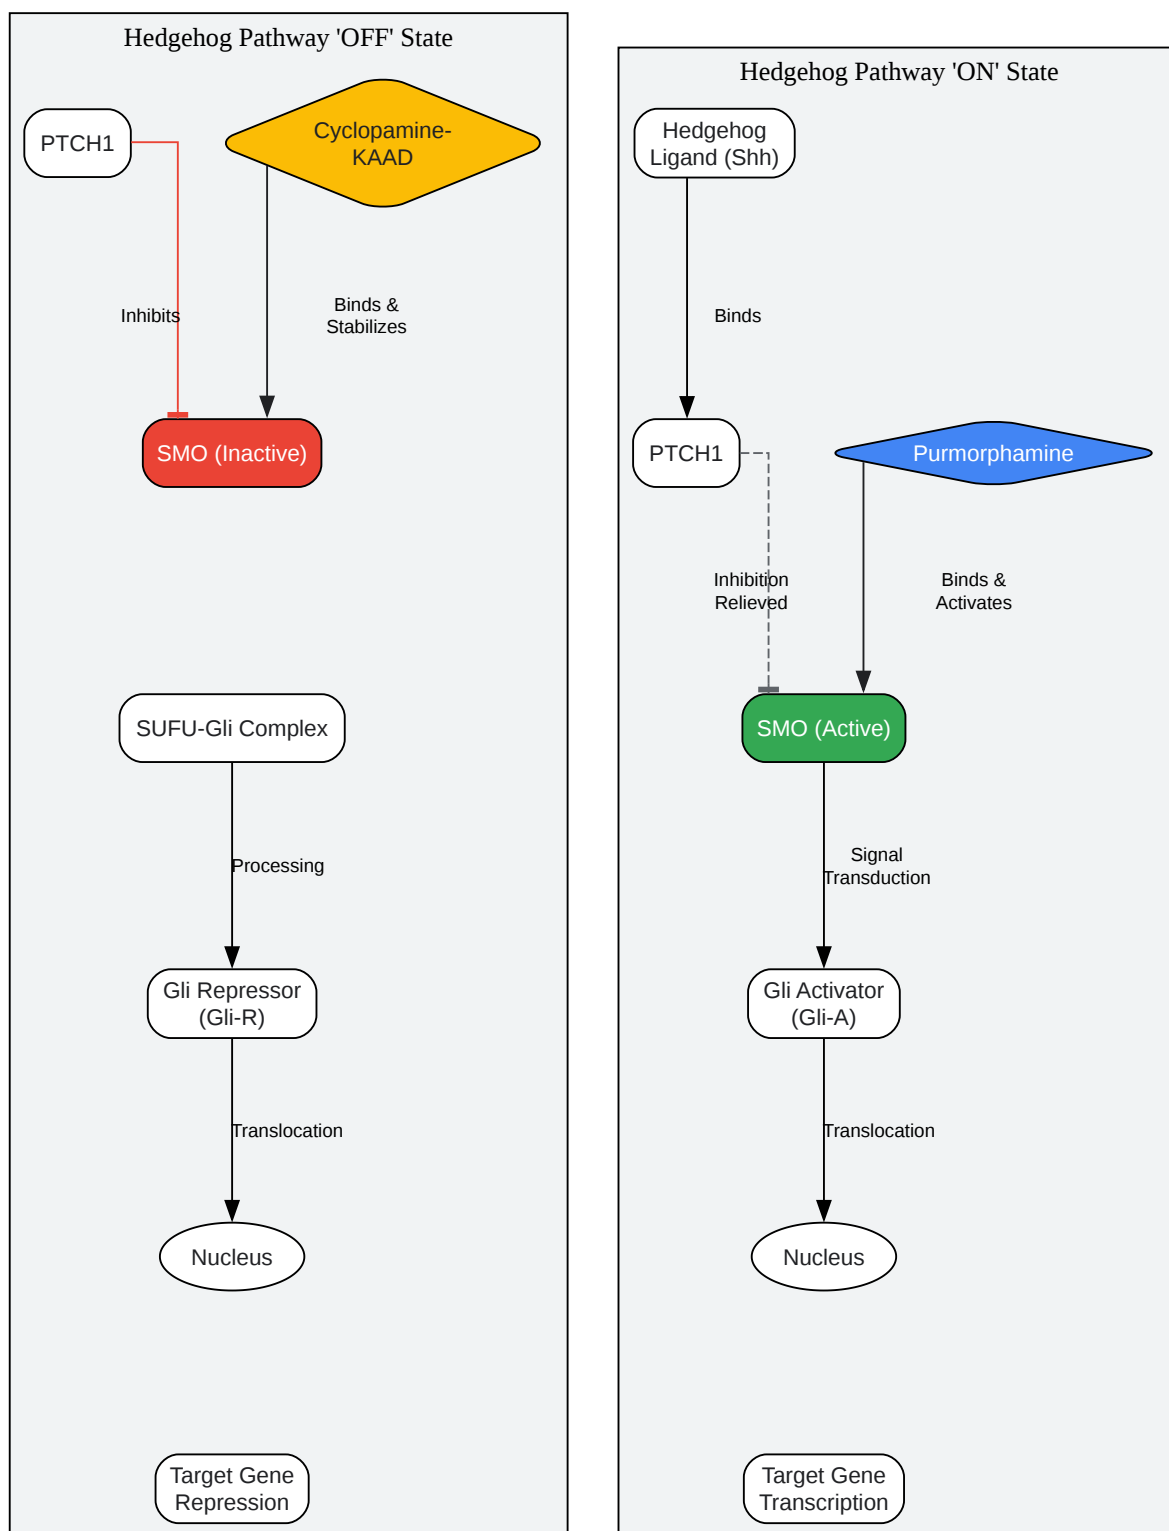 Hedgehog Pathway 'OFF' State
PTCH1
Cyclopamine-
KAAD
Inhibits
Binds &
Stabilizes
SMO (Inactive)
SUFU-Gli Complex
Processing
Gli Repressor
(Gli-R)
Translocation
Nucleus
Target Gene
Repression
Hedgehog Pathway 'ON' State
Hedgehog
Ligand (Shh)
Binds
PTCH1
Purmorphamine
Inhibition
Relieved
Binds &
Activates
SMO (Active)
Signal
Transduction
Gli Activator
(Gli-A)
Translocation
Nucleus
Target Gene
Transcription